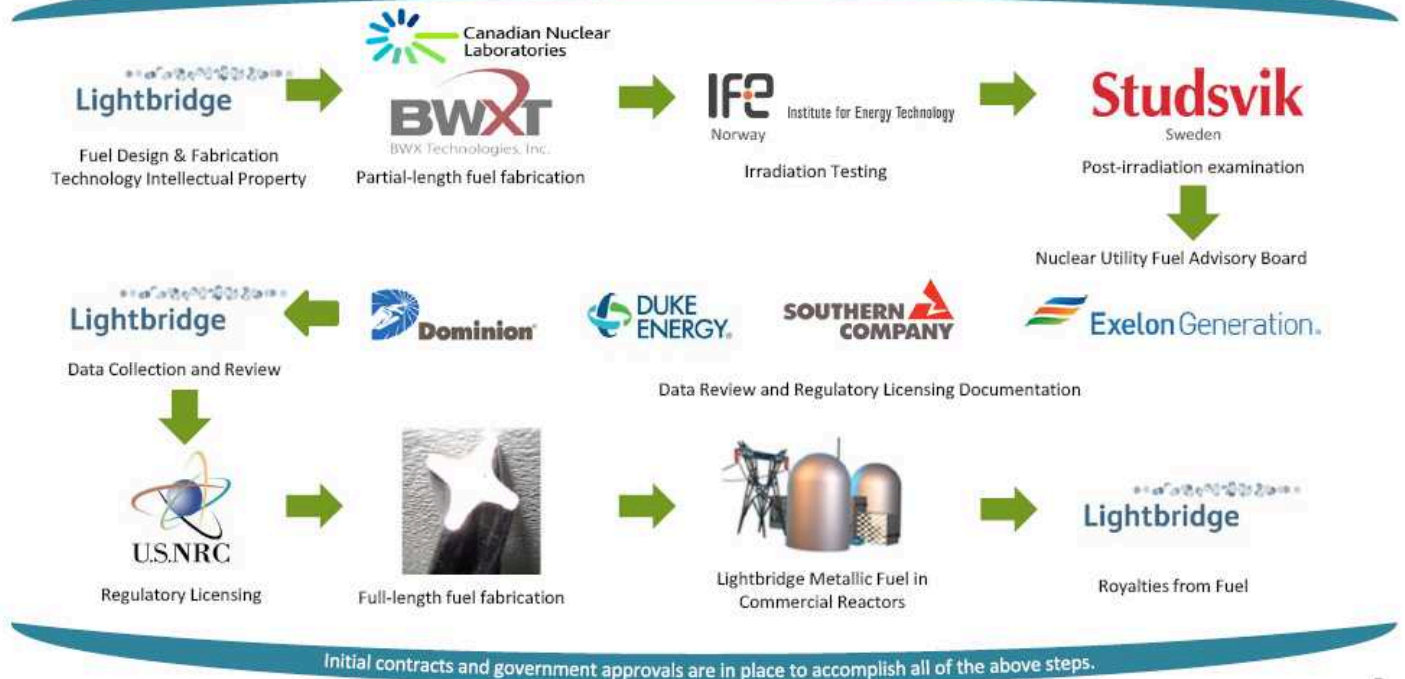 Canadian Nuclear
Laboratories
Lightbridge
BWXT
BWX Technologies, Inc.
IFe
Norway
Institute for Energy Technology
Studsvik
Sweden
Fuel Design & Fabrication
Technology Intellectual Property
Partial-length fuel fabrication
Irradiation Testing
Post-irradiation examination
Nuclear Utility Fuel Advisory Board
Lightbridge
Dominion
DUKE
ENERGY®
SOUTHERN
COMPANY
Exelon Generation®
Data Collection and Review
Data Review and Regulatory Licensing Documentation
U.S.NRC
Lightbridge
Regulatory Licensing
Full-length fuel fabrication
Lightbridge Metallic Fuel in
Commercial Reactors
Royalties from Fuel
Initial contracts and government approvals are in place to accomplish all of the above steps.